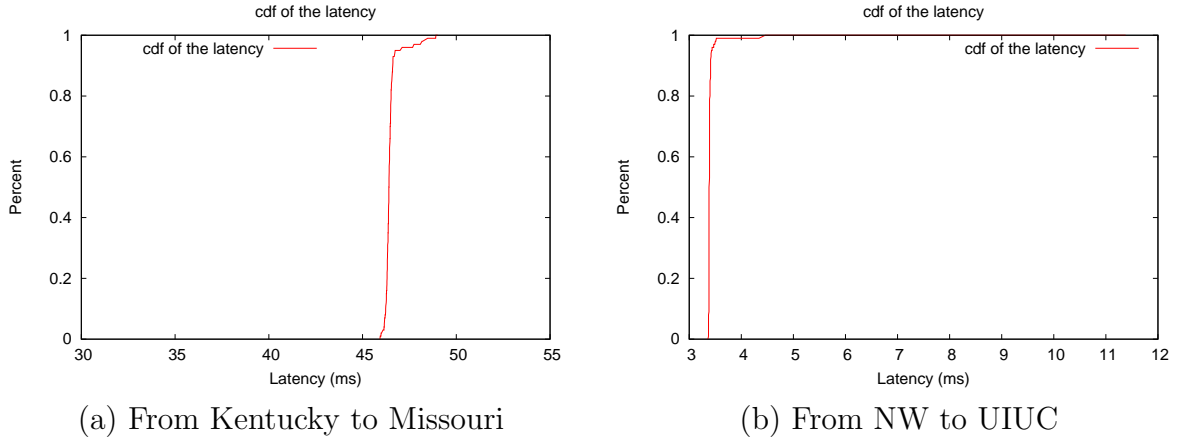 cdf of the latency
1
0.8
0.6
0.4
0.2
0
Percent
cdf of the latency
30 35 40 45 50 55
Latency (ms)
(a) From Kentucky to Missouri
cdf of the latency
1
0.8
0.6
0.4
0.2
0
Percent
cdf of the latency
3 4 5 6 7 8 9 10 11 12
Latency (ms)
(b) From NW to UIUC